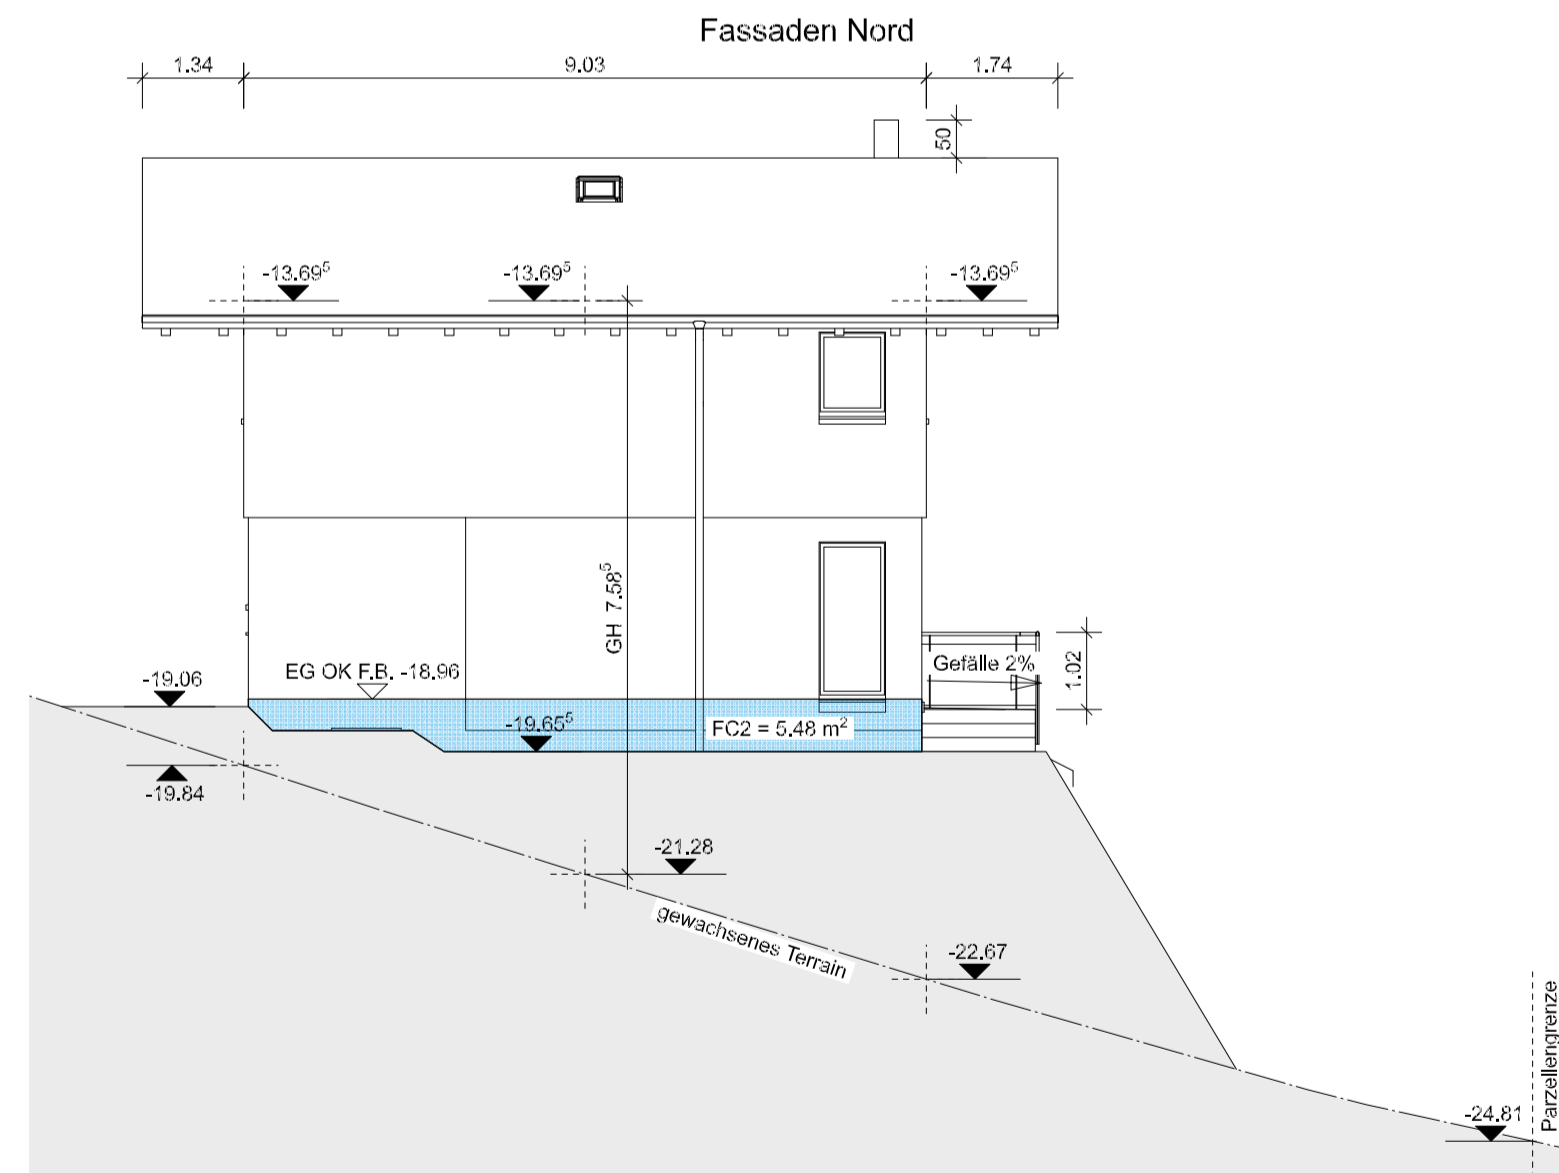 Fassaden Nord
1.34 9.03 1.74
50
-13.69⁵ -13.69⁵ -13.69⁵
GH 7.58⁵
1.02
Gefälle 2%
EG OK F.B. -18.96
-19.06
-19.65⁵
FC2 = 5.48 m²
-19.84
-21.28
gewachsenes Terrain
-22.67
Parzellengrenze
-24.81